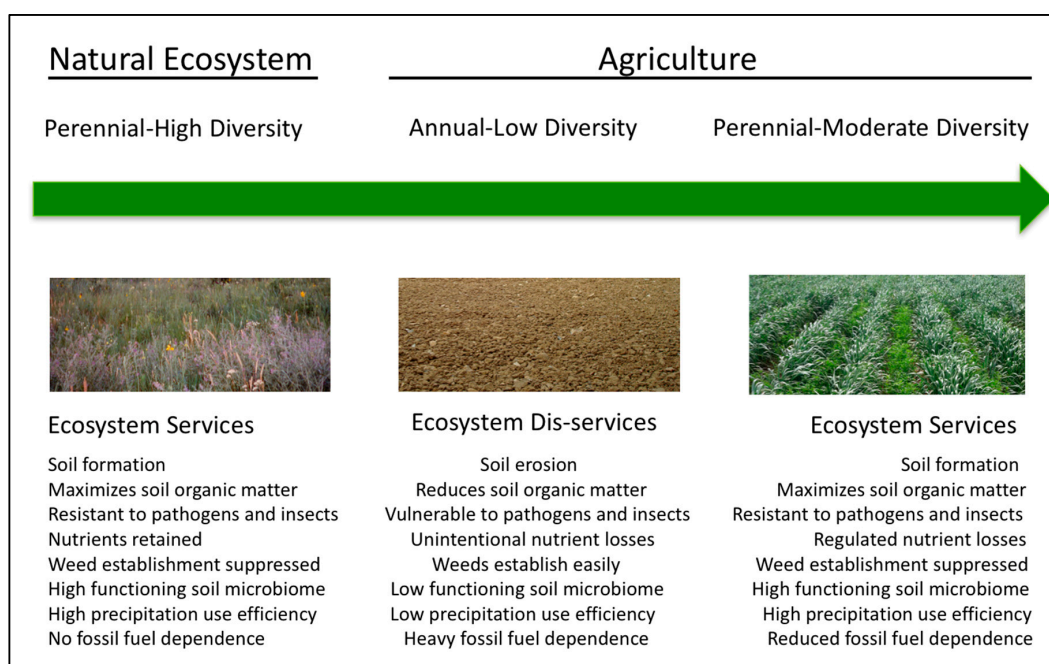 Natural Ecosystem
Agriculture
Perennial-High Diversity
Annual-Low Diversity
Perennial-Moderate Diversity
Ecosystem Services
Soil formation
Maximizes soil organic matter
Resistant to pathogens and insects
Nutrients retained
Weed establishment suppressed
High functioning soil microbiome
High precipitation use efficiency
No fossil fuel dependence
Ecosystem Dis-services
Soil erosion
Reduces soil organic matter
Vulnerable to pathogens and insects
Unintentional nutrient losses
Weeds establish easily
Low functioning soil microbiome
Low precipitation use efficiency
Heavy fossil fuel dependence
Ecosystem Services
Soil formation
Maximizes soil organic matter
Resistant to pathogens and insects
Regulated nutrient losses
Weed establishment suppressed
High functioning soil microbiome
High precipitation use efficiency
Reduced fossil fuel dependence